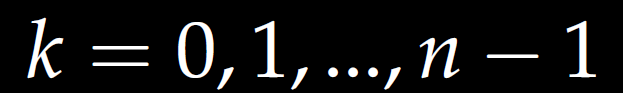 k = 0, 1, ..., n − 1